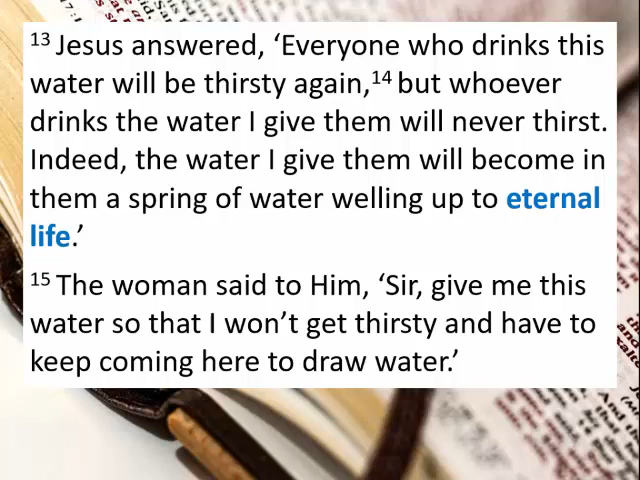 13 Jesus answered, ‘Everyone who drinks this
water will be thirsty again,14 but whoever
drinks the water I give them will never thirst.
Indeed, the water I give them will become in
them a spring of water welling up to eternal
life.’
15 The woman said to Him, ‘Sir, give me this
water so that I won’t get thirsty and have to
keep coming here to draw water.’